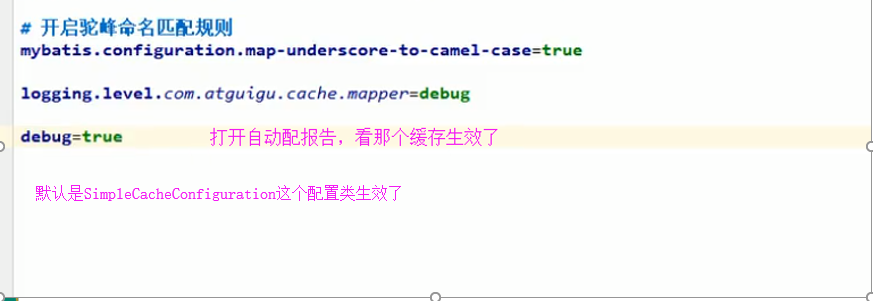 # 开启驼峰命名匹配规则
mybatis.configuration.map-underscore-to-camel-case=true
logging.level.com.atguigu.cache.mapper=debug
debug=true 打开自动配报告，看那个缓存生效了
默认是SimpleCacheConfiguration这个配置类生效了